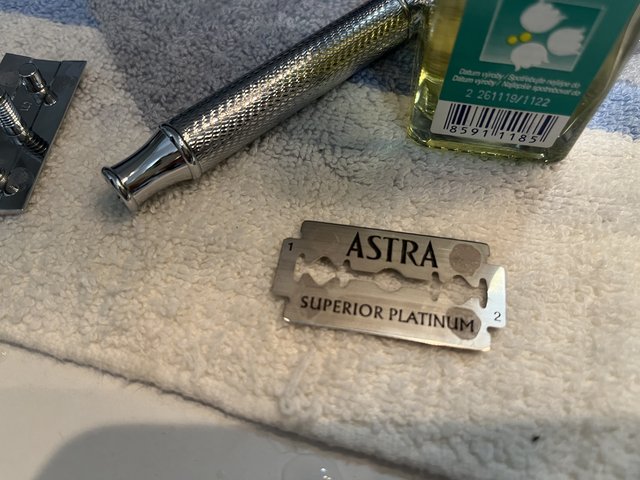 Datum výroby / Spotřebujte nejlépe do
Dátum výroby / Najlepšie spotrebovať do
2 261119/1122
8591 1185
1
ASTRA
SUPERIOR PLATINUM
2